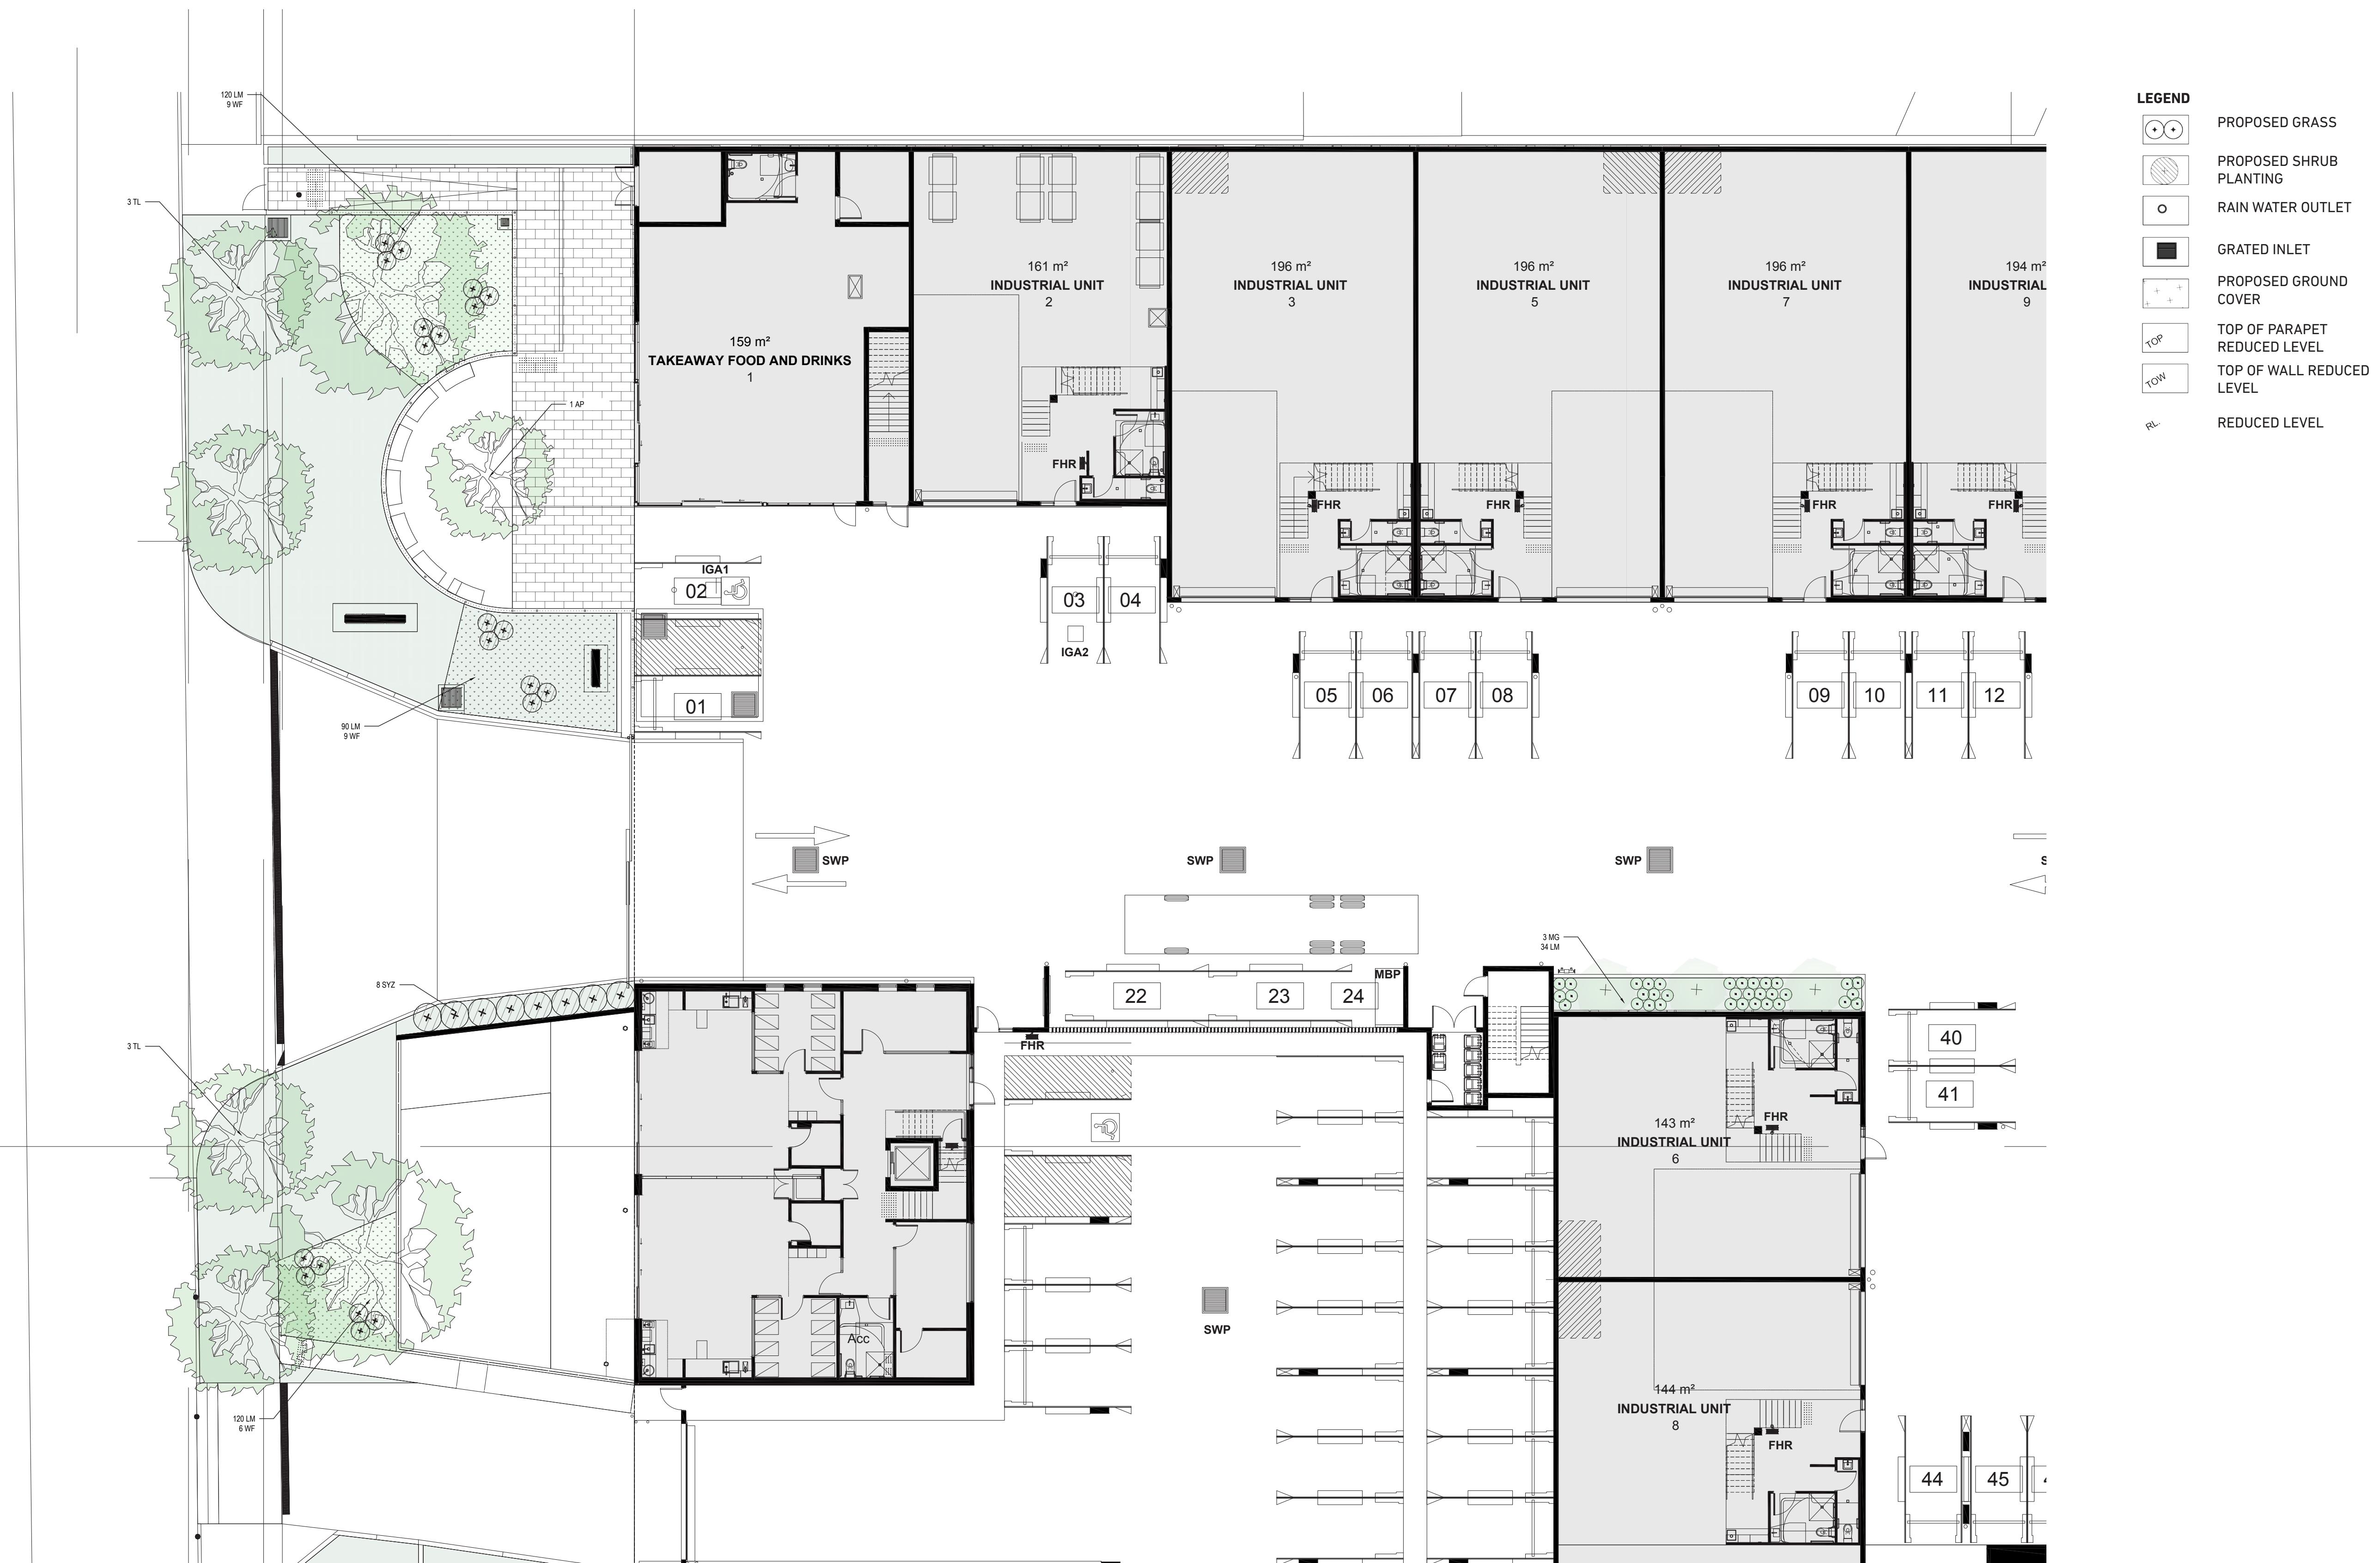 LEGEND
PROPOSED GRASS
PROPOSED SHRUB
PLANTING
RAIN WATER OUTLET
GRATED INLET
PROPOSED GROUND
COVER
TOP
TOP OF PARAPET
REDUCED LEVEL
TOW
TOP OF WALL REDUCED
LEVEL
RL.
REDUCED LEVEL
120 LM
9 WF
3 TL
1 AP
159 m²
TAKEAWAY FOOD AND DRINKS
1
161 m²
INDUSTRIAL UNIT
2
196 m²
INDUSTRIAL UNIT
3
196 m²
INDUSTRIAL UNIT
5
196 m²
INDUSTRIAL UNIT
7
194 m²
INDUSTRIAL
9
FHR
FHR
FHR
FHR
FHR
IGA1
02
03
04
IGA2
01
05
06
07
08
09
10
11
12
90 LM
9 WF
SWP
SWP
SWP
S
3 MG
34 LM
MBP
22
23
24
8 SYZ
FHR
3 TL
40
41
143 m²
INDUSTRIAL UNIT
6
FHR
SWP
Acc
144 m²
INDUSTRIAL UNIT
8
FHR
120 LM
6 WF
44
45